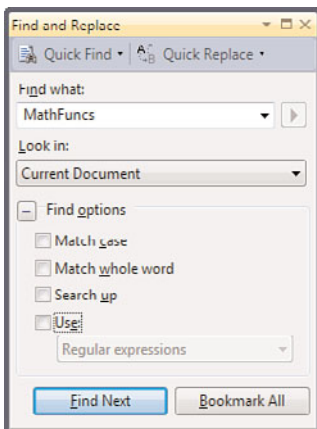 Find and Replace
Quick Find Quick Replace
Find what:
MathFuncs
Look in:
Current Document
Find options
Match case
Match whole word
Search up
Use:
Regular expressions
Find Next Bookmark All